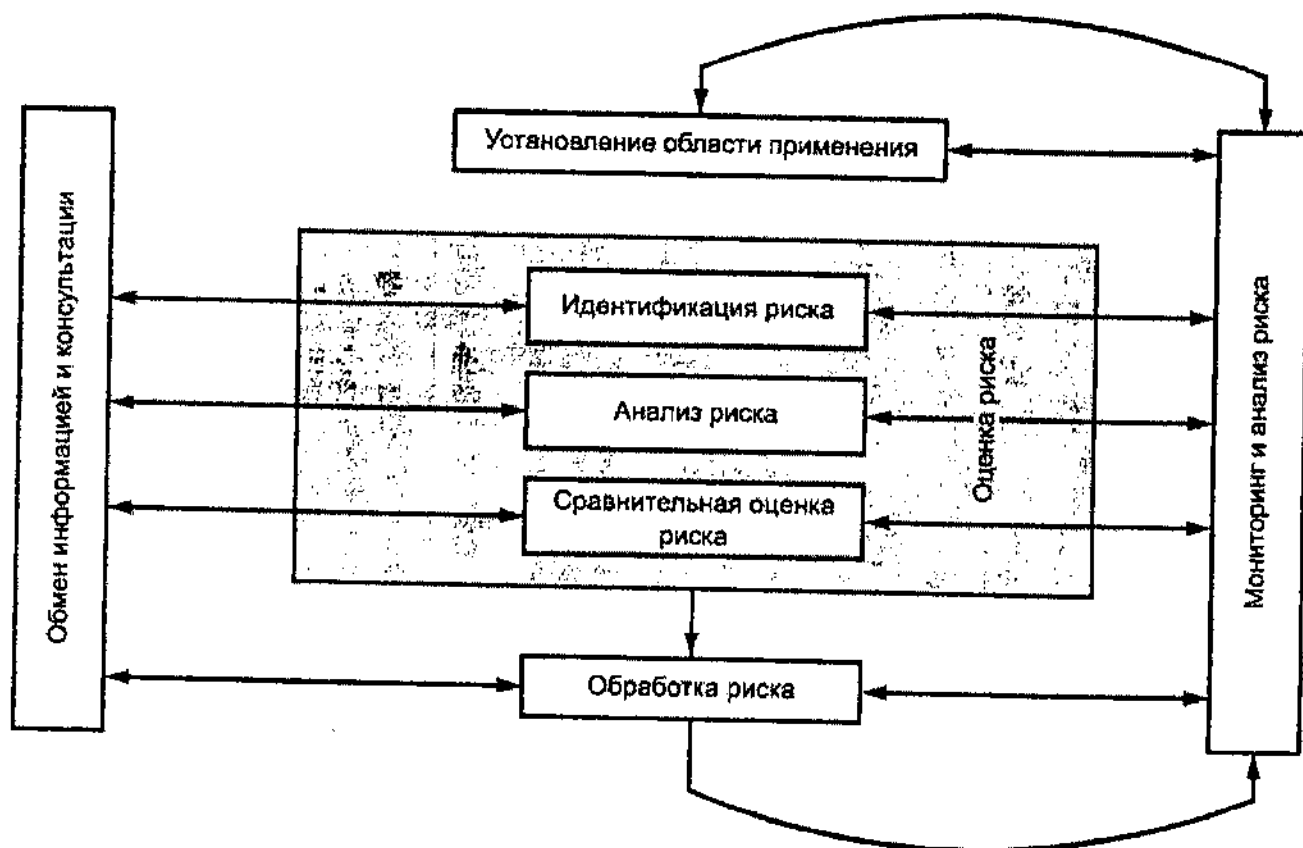 Установление области применения
Обмен информацией и консультации
Идентификация риска
Анализ риска
Сравнительная оценка
риска
Оценка риска
Мониторинг и анализ риска
Обработка риска